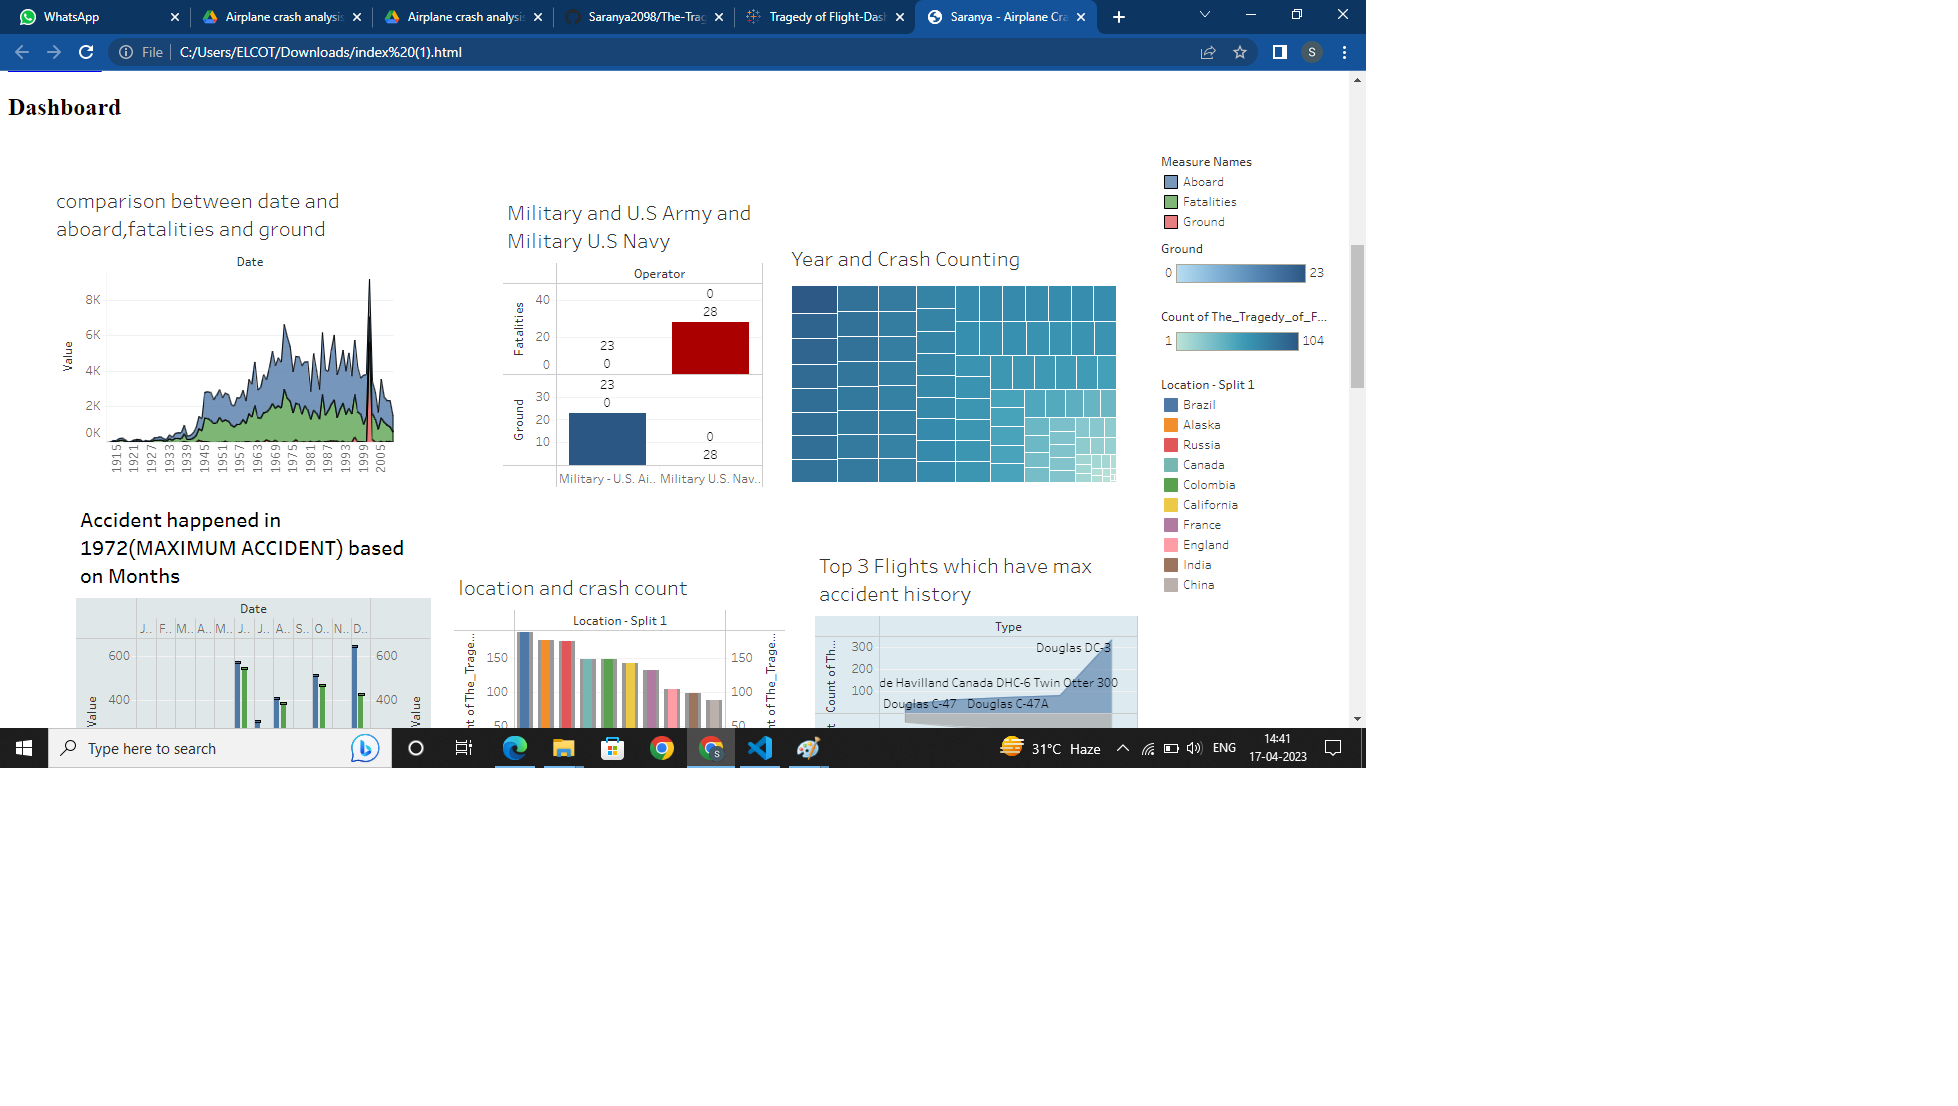 WhatsApp
Airplane crash analysis
Airplane crash analysis
Saranya2098/The-Trag
Tragedy of Flight-Dash
Saranya - Airplane Cra
File
C:/Users/ELCOT/Downloads/index%20(1).html
S
Dashboard
comparison between date and
aboard,fatalities and ground
Date
Value
8K
6K
4K
2K
0K
1915
1921
1927
1933
1939
1945
1951
1957
1963
1969
1975
1981
1987
1993
1999
2005
Military and U.S Army and
Military U.S Navy
Operator
Fatalities
40
20
0
23
0
0
28
Ground
30
20
10
23
0
0
28
Military - U.S. Ai..
Military U.S. Nav..
Year and Crash Counting
Measure Names
Aboard
Fatalities
Ground
Ground
0
23
Count of The_Tragedy_of_F...
1
104
Location - Split 1
Brazil
Alaska
Russia
Canada
Colombia
California
France
England
India
China
Accident happened in
1972(MAXIMUM ACCIDENT) based
on Months
Date
J..
F..
M..
A..
M..
J..
J..
A..
S..
O..
N..
D..
600
400
Value
600
400
Value
location and crash count
Location - Split 1
nt of The_Trage...
150
100
50
150
100
50
nt of The_Trage...
Top 3 Flights which have max
accident history
Type
Count of Th...
300
200
100
Douglas DC-3
de Havilland Canada DHC-6 Twin Otter 300
Douglas C-47
Douglas C-47A
Type here to search
S
31°C Haze
ENG
14:41
17-04-2023